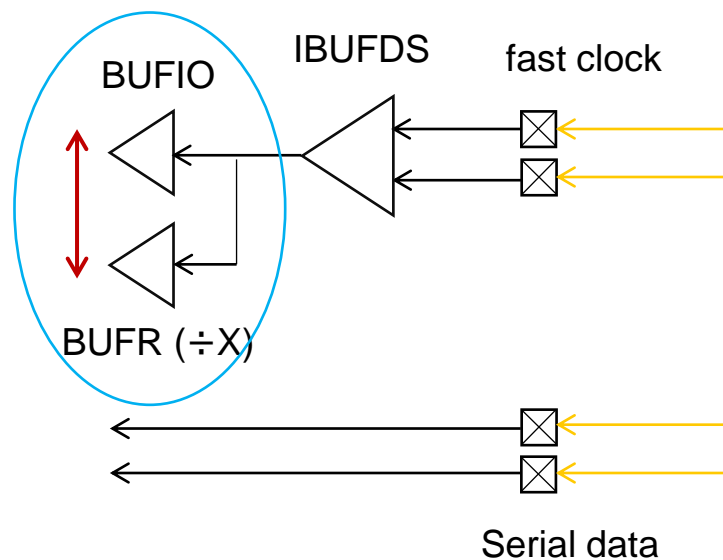 IBUFDS
fast clock
BUFIO
BUFR (÷X)
Serial data